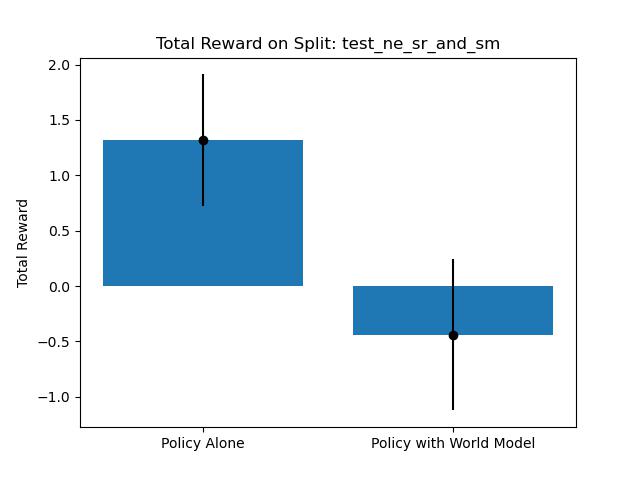 Total Reward on Split: test_ne_sr_and_sm
2.0
1.5
1.0
0.5
0.0
−0.5
−1.0
Total Reward
Policy Alone
Policy with World Model